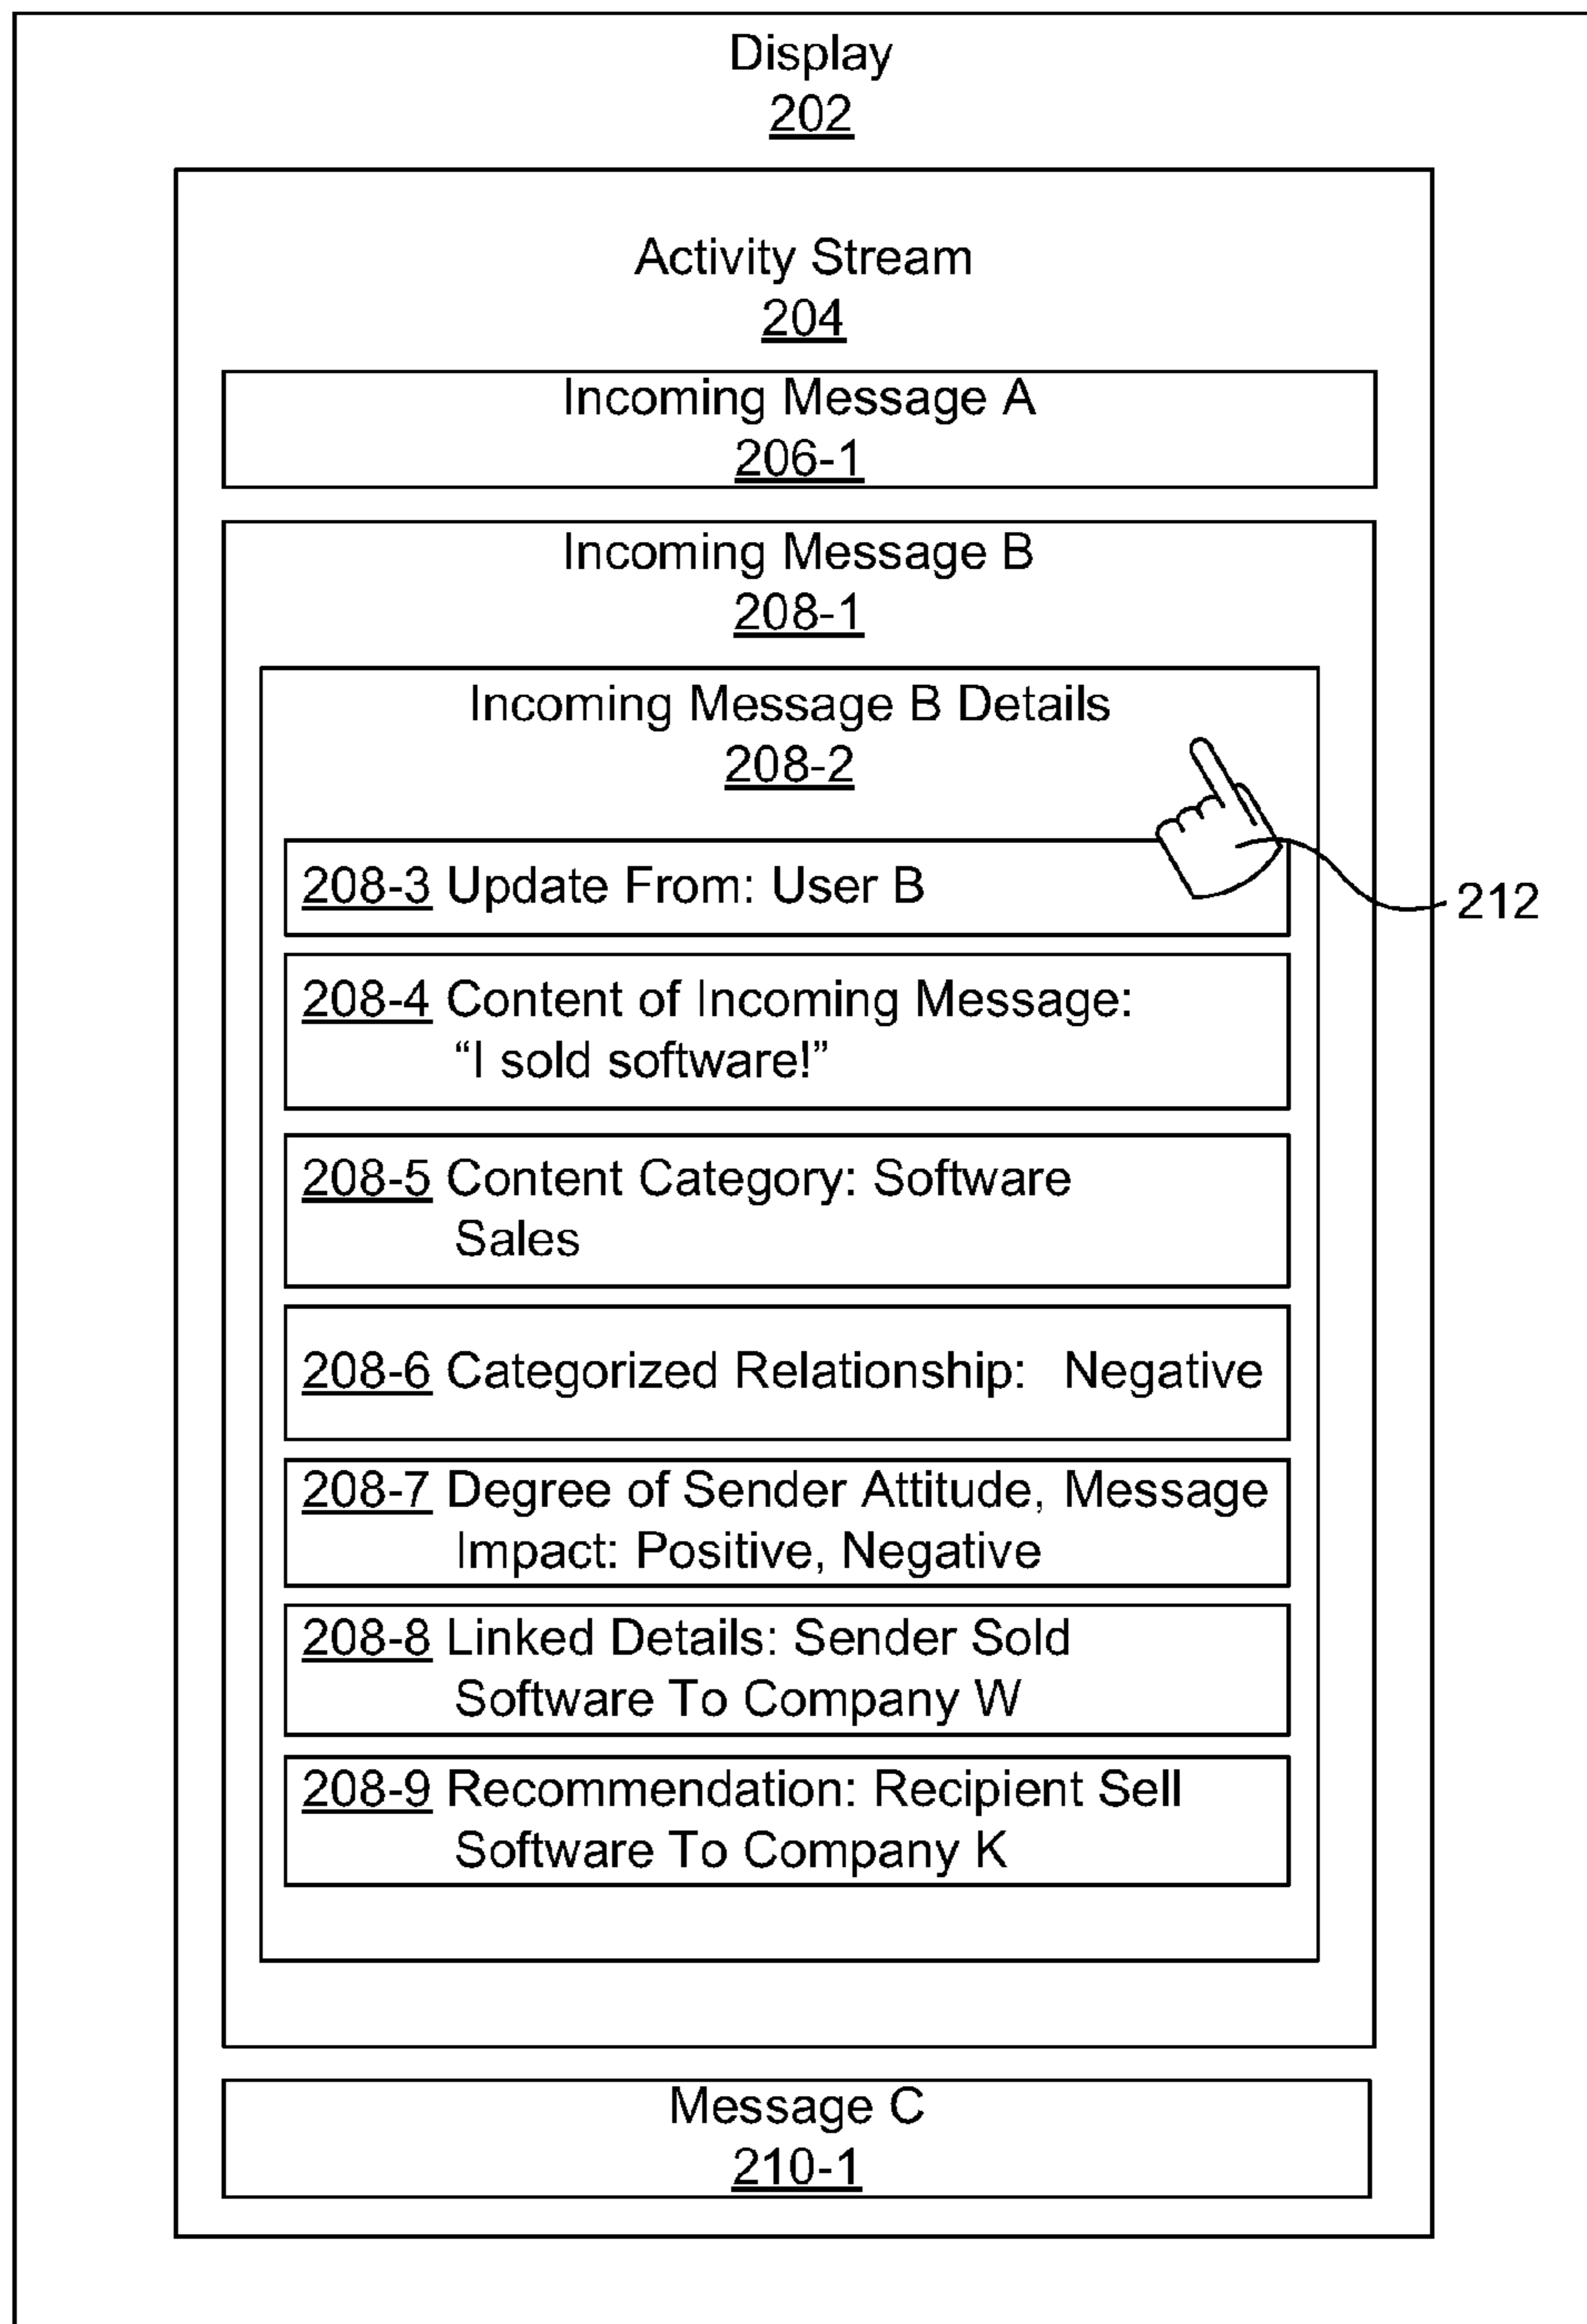 Display
202
Activity Stream
204
Incoming Message A
206-1
Incoming Message B
208-1
Incoming Message B Details
208-2
208-3 Update From: User B
212
208-4 Content of Incoming Message:
“I sold software!”
208-5 Content Category: Software
Sales
208-6 Categorized Relationship: Negative
208-7 Degree of Sender Attitude, Message
Impact: Positive, Negative
208-8 Linked Details: Sender Sold
Software To Company W
208-9 Recommendation: Recipient Sell
Software To Company K
Message C
210-1